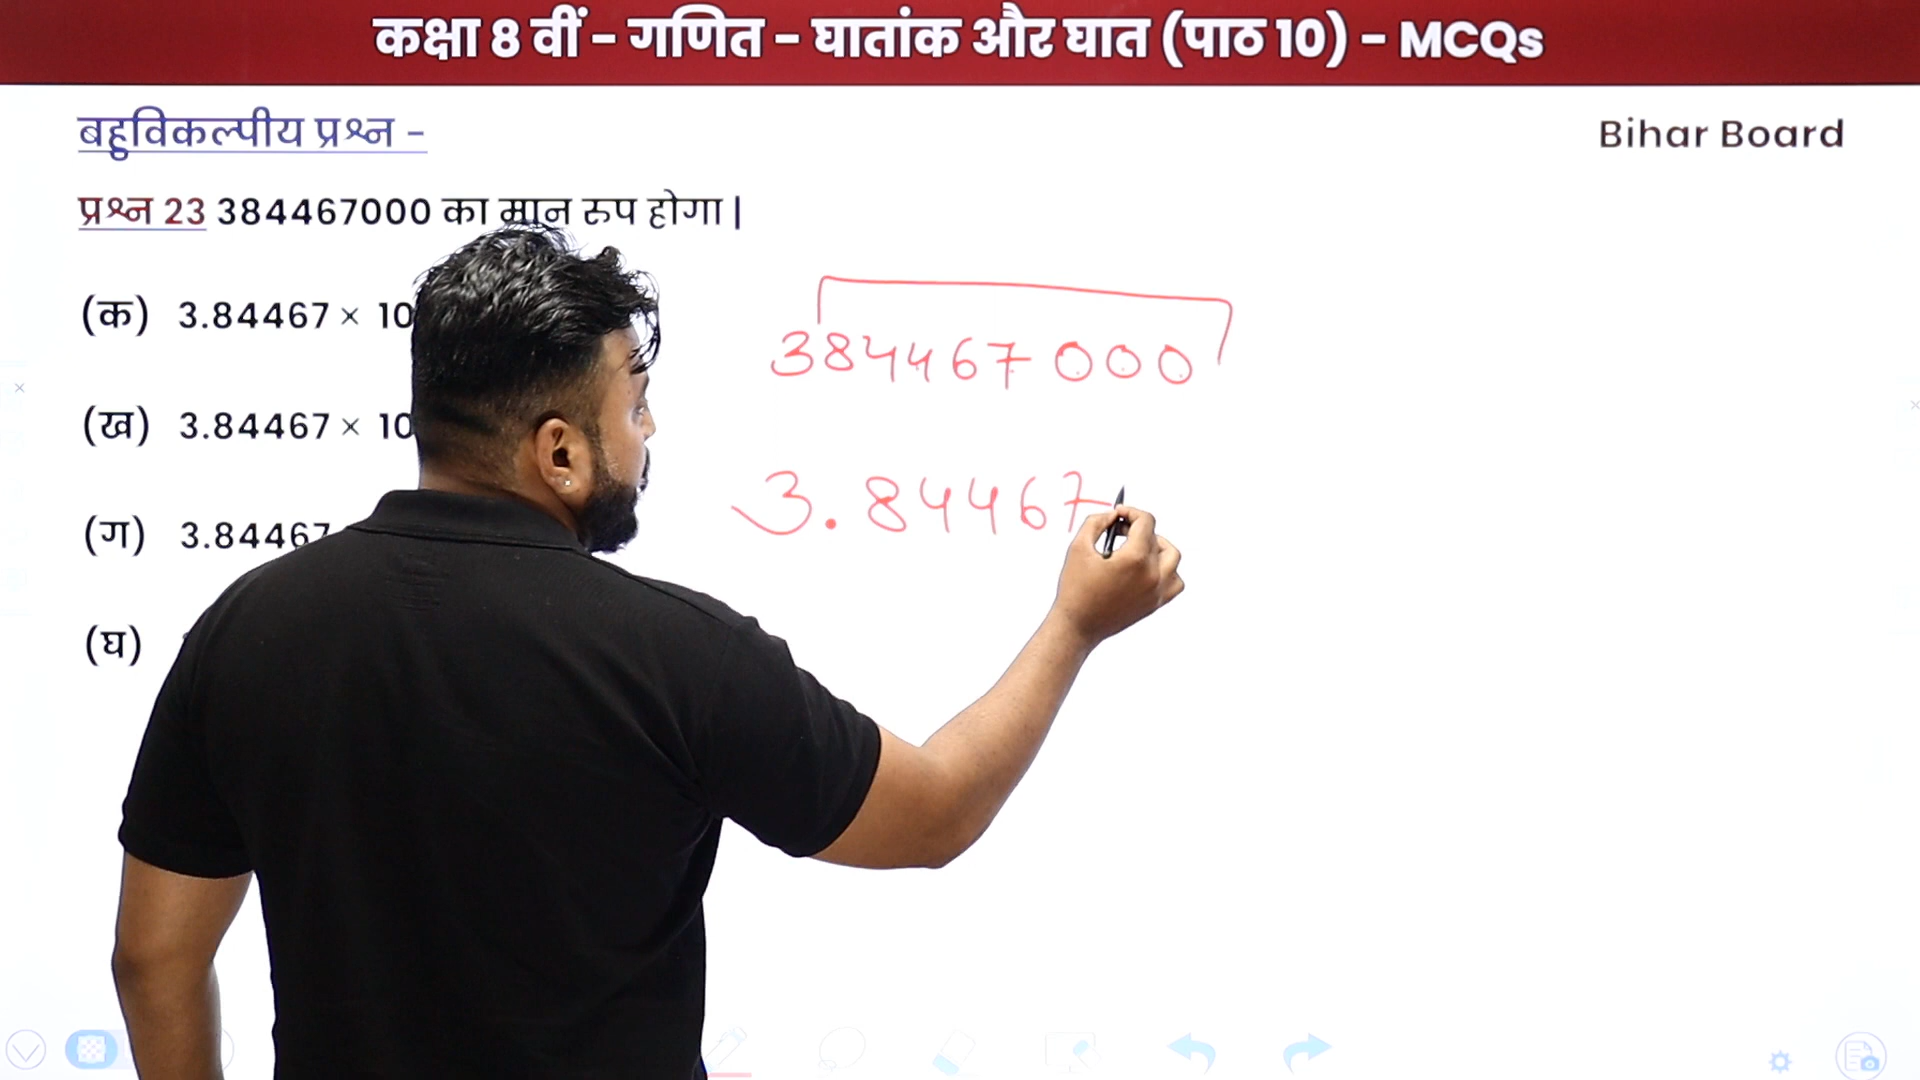 कक्षा 8 वीं – गणित – घातांक और घात (पाठ 10) – MCQs
बहुविकल्पीय प्रश्न –
Bihar Board
प्रश्न 23 384467000 का मान रुप होगा |
(क) 3.84467 × 10
(ख) 3.84467 × 10
(ग) 3.84467
(घ)
384467000
3.84467